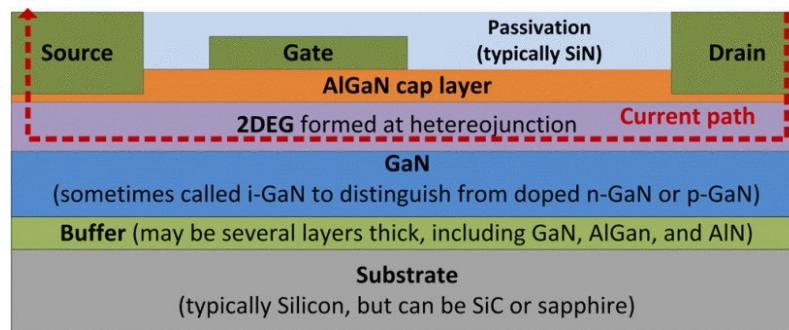 Source
Gate
Passivation
(typically SiN)
Drain
AlGaN cap layer
Current path
2DEG formed at hetereojunction
GaN
(sometimes called i-GaN to distinguish from doped n-GaN or p-GaN)
Buffer (may be several layers thick, including GaN, AlGan, and AlN)
Substrate
(typically Silicon, but can be SiC or sapphire)